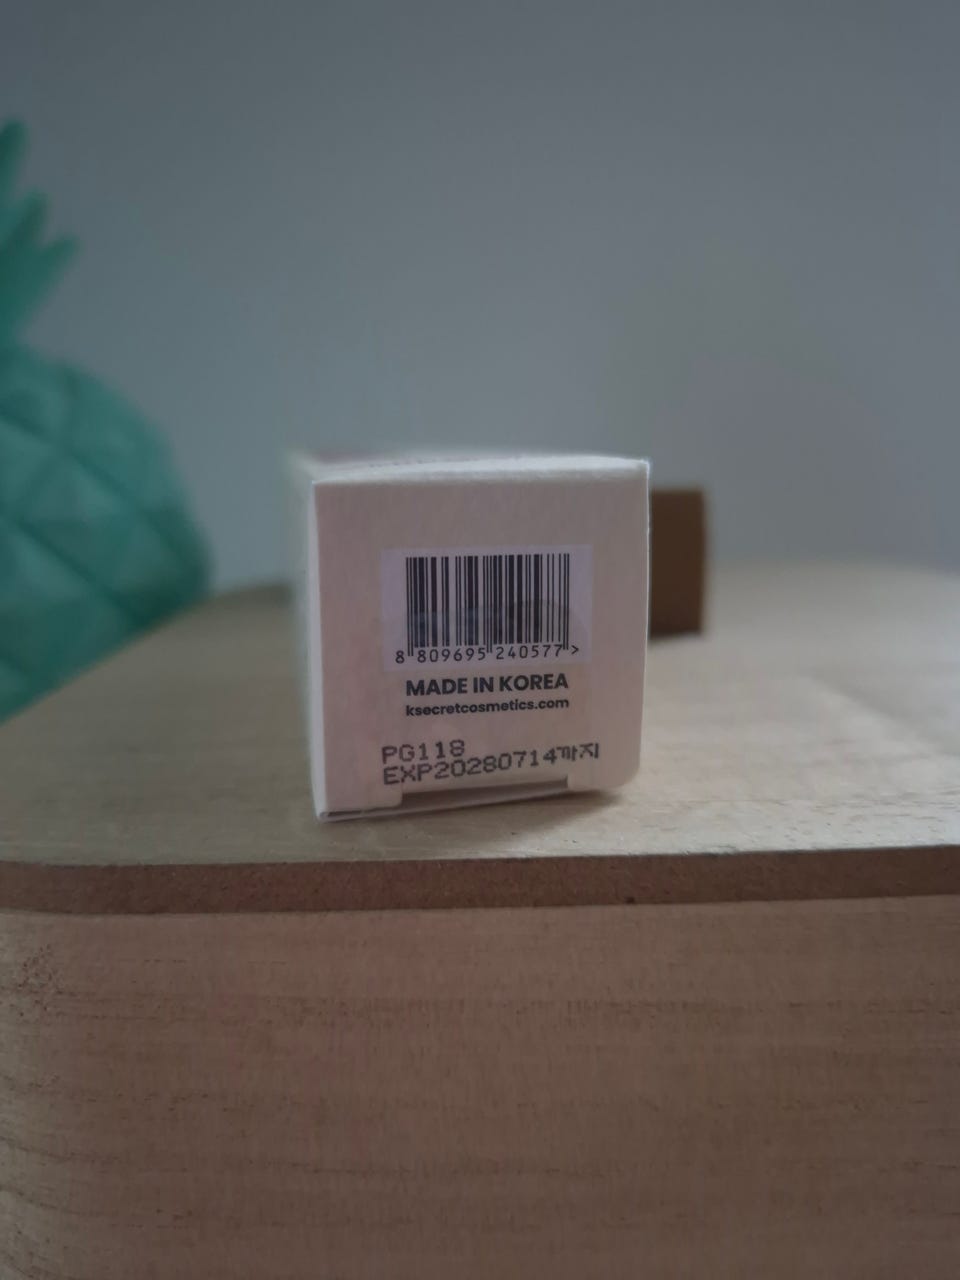 8 809695 240577 >
MADE IN KOREA
ksecretcosmetics.com
PG118
EXP20280714까지